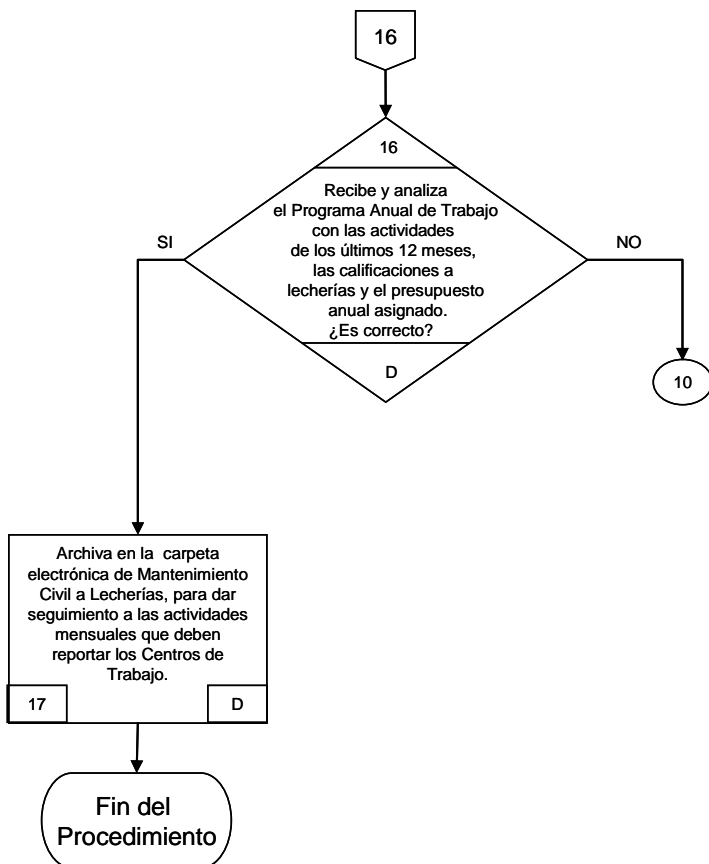 16
16
Recibe y analiza
el Programa Anual de Trabajo
con las actividades
de los últimos 12 meses,
las calificaciones a
lecherías y el presupuesto
anual asignado.
¿Es correcto?
D
SI
NO
10
Archiva en la carpeta
electrónica de Mantenimiento
Civil a Lecherías, para dar
seguimiento a las actividades
mensuales que deben
reportar los Centros de
Trabajo.
17
D
Fin del
Procedimiento